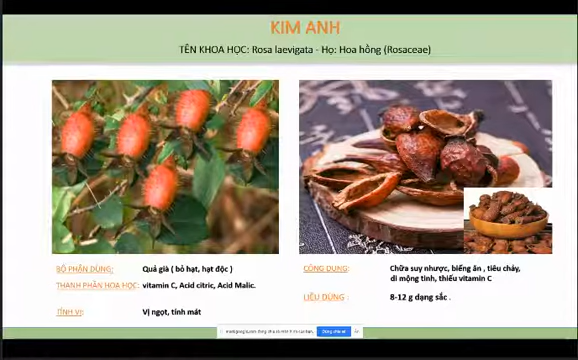 KIM ANH
TÊN KHOA HỌC: Rosa laevigata - Họ: Hoa hồng (Rosaceae)
BỘ PHẬN DÙNG: Quả già ( bỏ hạt, hạt độc )
THÀNH PHẦN HOA HỌC: vitamin C, Acid citric, Acid Malic.
TÍNH VỊ: Vị ngọt, tính mát
CÔNG DỤNG: Chữa suy nhược, biếng ăn , tiêu chảy,
di mộng tinh, thiếu vitamin C
LIỀU DÙNG : 8-12 g dạng sắc .